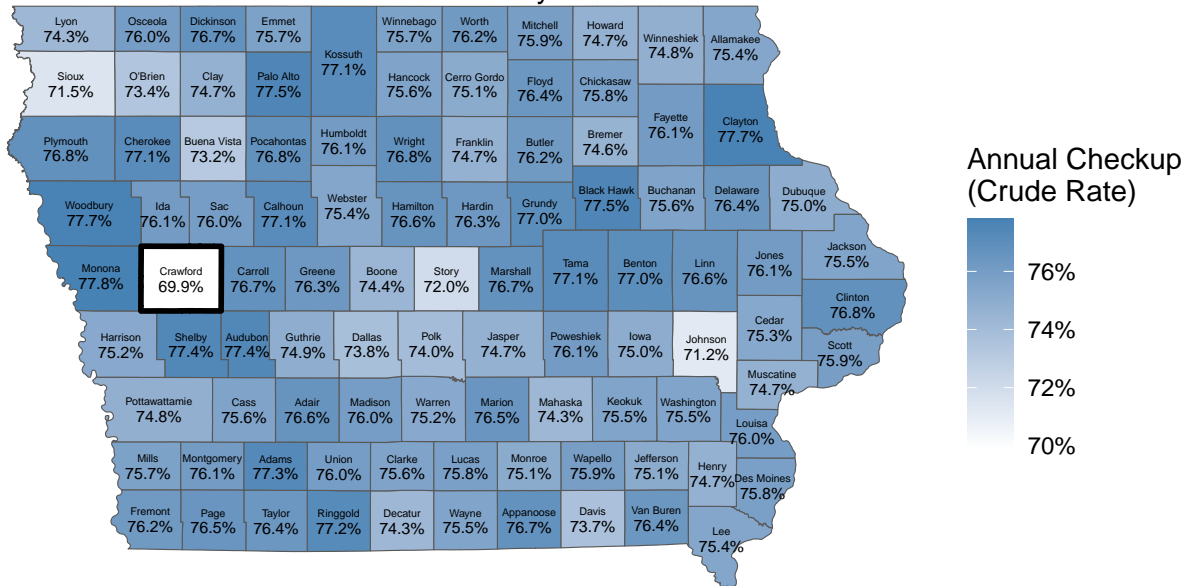 Lyon
74.3%
Osceola
76.0%
Dickinson
76.7%
Emmet
75.7%
Kossuth
77.1%
Winnebago
75.7%
Worth
76.2%
Mitchell
75.9%
Howard
74.7%
Winneshiek
74.8%
Allamakee
75.4%
Sioux
71.5%
O'Brien
73.4%
Clay
74.7%
Palo Alto
77.5%
Hancock
75.6%
Cerro Gordo
75.1%
Floyd
76.4%
Chickasaw
75.8%
Fayette
76.1%
Clayton
77.7%
Plymouth
76.8%
Cherokee
77.1%
Buena Vista
73.2%
Pocahontas
76.8%
Humboldt
76.1%
Wright
76.8%
Franklin
74.7%
Butler
76.2%
Bremer
74.6%
Woodbury
77.7%
Ida
76.1%
Sac
76.0%
Calhoun
77.1%
Webster
75.4%
Hamilton
76.6%
Hardin
76.3%
Grundy
77.0%
Black Hawk
77.5%
Buchanan
75.6%
Delaware
76.4%
Dubuque
75.0%
Monona
77.8%
Crawford
69.9%
Carroll
76.7%
Greene
76.3%
Boone
74.4%
Story
72.0%
Marshall
76.7%
Tama
77.1%
Benton
77.0%
Linn
76.6%
Jones
76.1%
Jackson
75.5%
Clinton
76.8%
Harrison
75.2%
Shelby
77.4%
Audubon
77.4%
Guthrie
74.9%
Dallas
73.8%
Polk
74.0%
Jasper
74.7%
Poweshiek
76.1%
Iowa
75.0%
Johnson
71.2%
Cedar
75.3%
Scott
75.9%
Muscatine
74.7%
Pottawattamie
74.8%
Cass
75.6%
Adair
76.6%
Madison
76.0%
Warren
75.2%
Marion
76.5%
Mahaska
74.3%
Keokuk
75.5%
Washington
75.5%
Louisa
76.0%
Mills
75.7%
Montgomery
76.1%
Adams
77.3%
Union
76.0%
Clarke
75.6%
Lucas
75.8%
Monroe
75.1%
Wapello
75.9%
Jefferson
75.1%
Henry
74.7%
Des Moines
75.8%
Fremont
76.2%
Page
76.5%
Taylor
76.4%
Ringgold
77.2%
Decatur
74.3%
Wayne
75.5%
Appanoose
76.7%
Davis
73.7%
Van Buren
76.4%
Lee
75.4%
Annual Checkup
(Crude Rate)
76%
74%
72%
70%